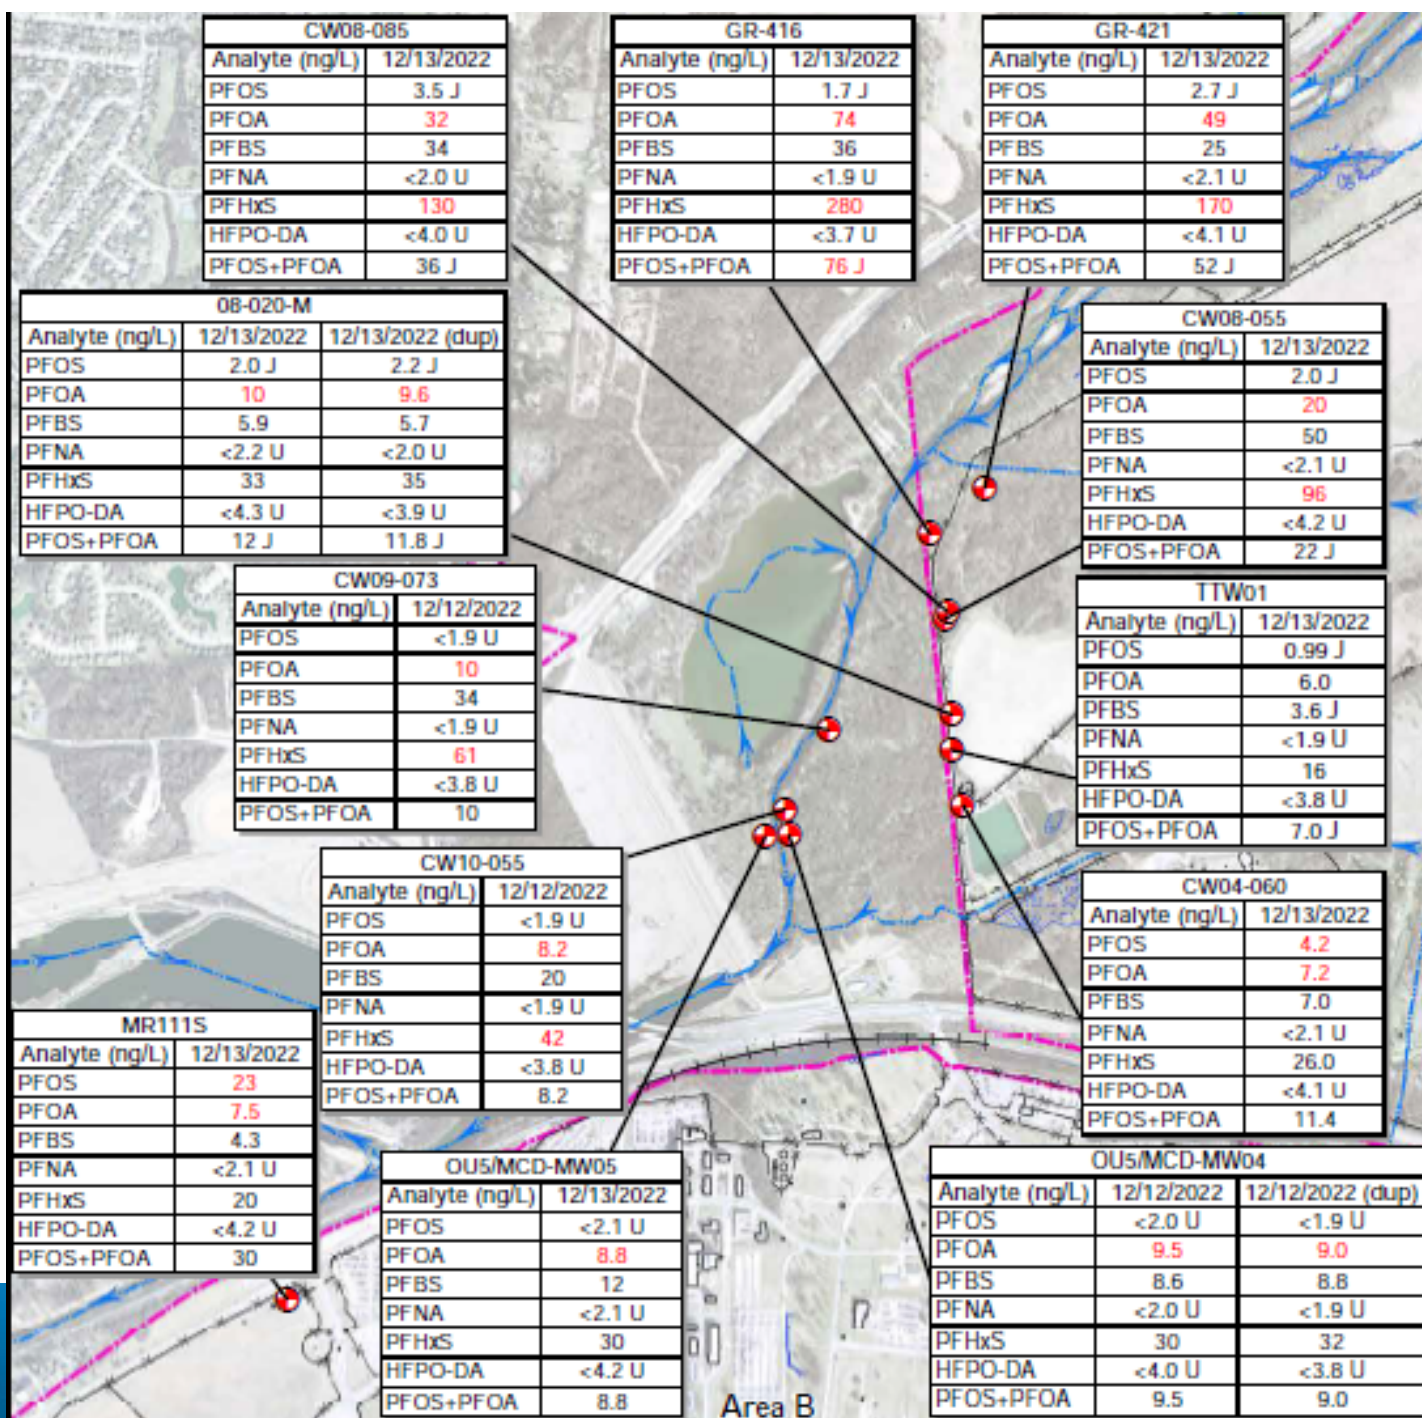 CW08-085
Analyte (ng/L) 12/13/2022
PFOS 3.5 J
PFOA 32
PFBS 34
PFNA <2.0 U
PFHxS 130
HFPO-DA <4.0 U
PFOS+PFOA 36 J
GR-416
Analyte (ng/L) 12/13/2022
PFOS 1.7 J
PFOA 74
PFBS 36
PFNA <1.9 U
PFHxS 280
HFPO-DA <3.7 U
PFOS+PFOA 76 J
GR-421
Analyte (ng/L) 12/13/2022
PFOS 2.7 J
PFOA 49
PFBS 25
PFNA <2.1 U
PFHxS 170
HFPO-DA <4.1 U
PFOS+PFOA 52 J
08-020-M
Analyte (ng/L) 12/13/2022 12/13/2022 (dup)
PFOS 2.0 J 2.2 J
PFOA 10 9.6
PFBS 5.9 5.7
PFNA <2.2 U <2.0 U
PFHxS 33 35
HFPO-DA <4.3 U <3.9 U
PFOS+PFOA 12 J 11.8 J
CW08-055
Analyte (ng/L) 12/13/2022
PFOS 2.0 J
PFOA 20
PFBS 50
PFNA <2.1 U
PFHxS 96
HFPO-DA <4.2 U
PFOS+PFOA 22 J
CW09-073
Analyte (ng/L) 12/12/2022
PFOS <1.9 U
PFOA 10
PFBS 34
PFNA <1.9 U
PFHxS 61
HFPO-DA <3.8 U
PFOS+PFOA 10
TTW01
Analyte (ng/L) 12/13/2022
PFOS 0.99 J
PFOA 6.0
PFBS 3.6 J
PFNA <1.9 U
PFHxS 16
HFPO-DA <3.8 U
PFOS+PFOA 7.0 J
CW10-055
Analyte (ng/L) 12/12/2022
PFOS <1.9 U
PFOA 8.2
PFBS 20
PFNA <1.9 U
PFHxS 42
HFPO-DA <3.8 U
PFOS+PFOA 8.2
CW04-060
Analyte (ng/L) 12/13/2022
PFOS 4.2
PFOA 7.2
PFBS 7.0
PFNA <2.1 U
PFHxS 26.0
HFPO-DA <4.1 U
PFOS+PFOA 11.4
MR111S
Analyte (ng/L) 12/13/2022
PFOS 23
PFOA 7.5
PFBS 4.3
PFNA <2.1 U
PFHxS 20
HFPO-DA <4.2 U
PFOS+PFOA 30
OU5/MCD-MW05
Analyte (ng/L) 12/13/2022
PFOS <2.1 U
PFOA 8.8
PFBS 12
PFNA <2.1 U
PFHxS 30
HFPO-DA <4.2 U
PFOS+PFOA 8.8
OU5/MCD-MW04
Analyte (ng/L) 12/12/2022 12/12/2022 (dup)
PFOS <2.0 U <1.9 U
PFOA 9.5 9.0
PFBS 8.6 8.8
PFNA <2.0 U <1.9 U
PFHxS 30 32
HFPO-DA <4.0 U <3.8 U
PFOS+PFOA 9.5 9.0
Area B